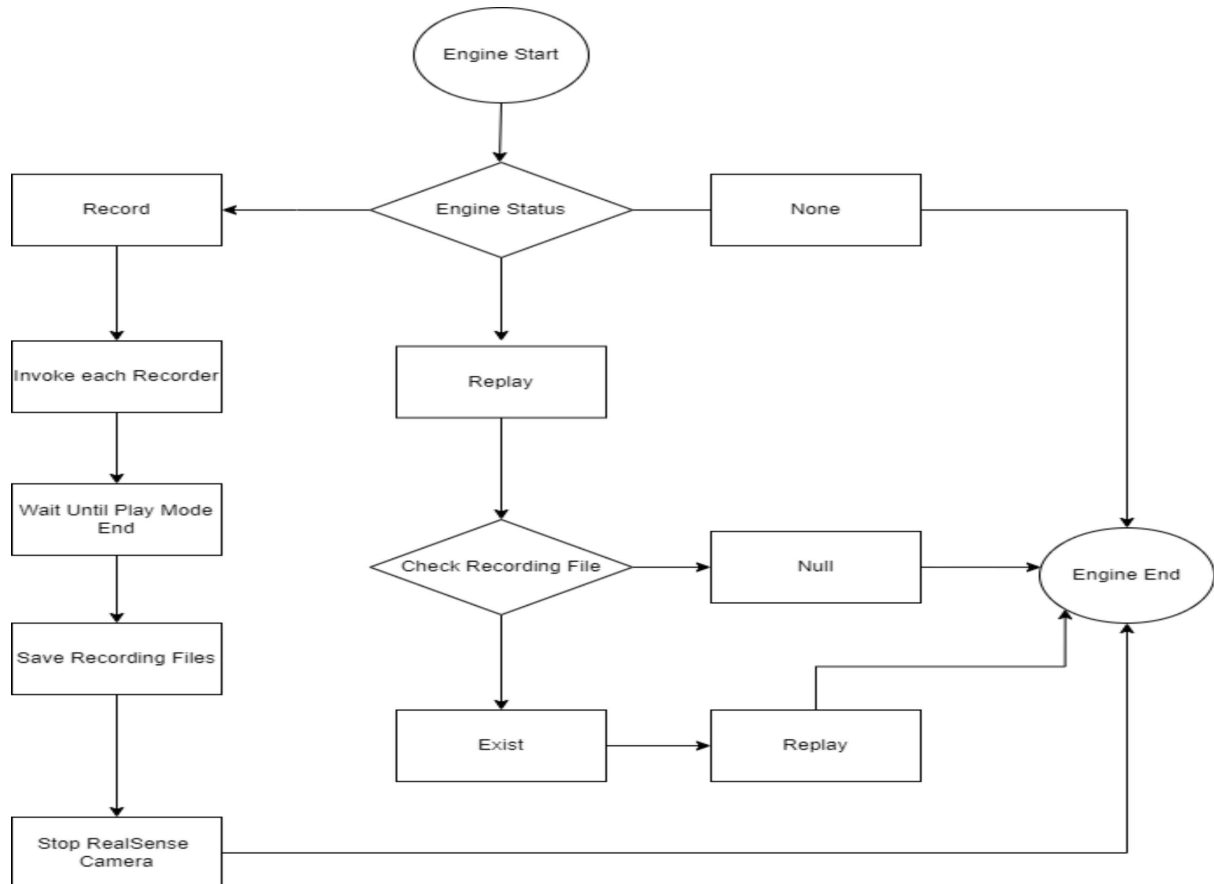 Engine Start
Record
Engine Status
None
Invoke each Recorder
Replay
Wait Until Play Mode
End
Check Recording File
Null
Engine End
Save Recording Files
Exist
Replay
Stop RealSense
Camera